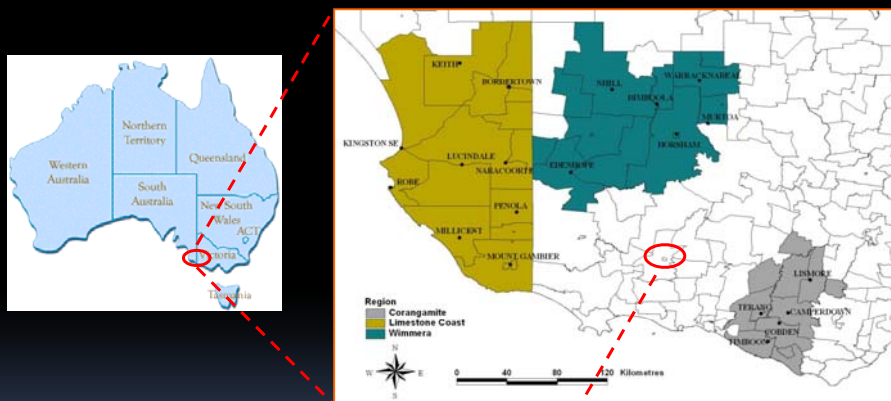 Northern
Territory
Western
Australia
Queensland
South
Australia
New South
Wales
ACT
Victoria
Tasmania
KEITH
BORDERTOWN
NHILL
WARRACKNABEAL
DIMBOOLA
MURTOA
KINGSTON SE
HORSHAM
LUCINDALE
EDENHOPE
NARACOORTE
ROBE
PENOLA
MILLICENT
MOUNT GAMBIER
LISMORE
TERANG
CAMPERDOWN
COBDEN
TIMBOON
Region
Corangamite
Limestone Coast
Wimmera
N
W
E
S
0
40
80
120 Kilometres